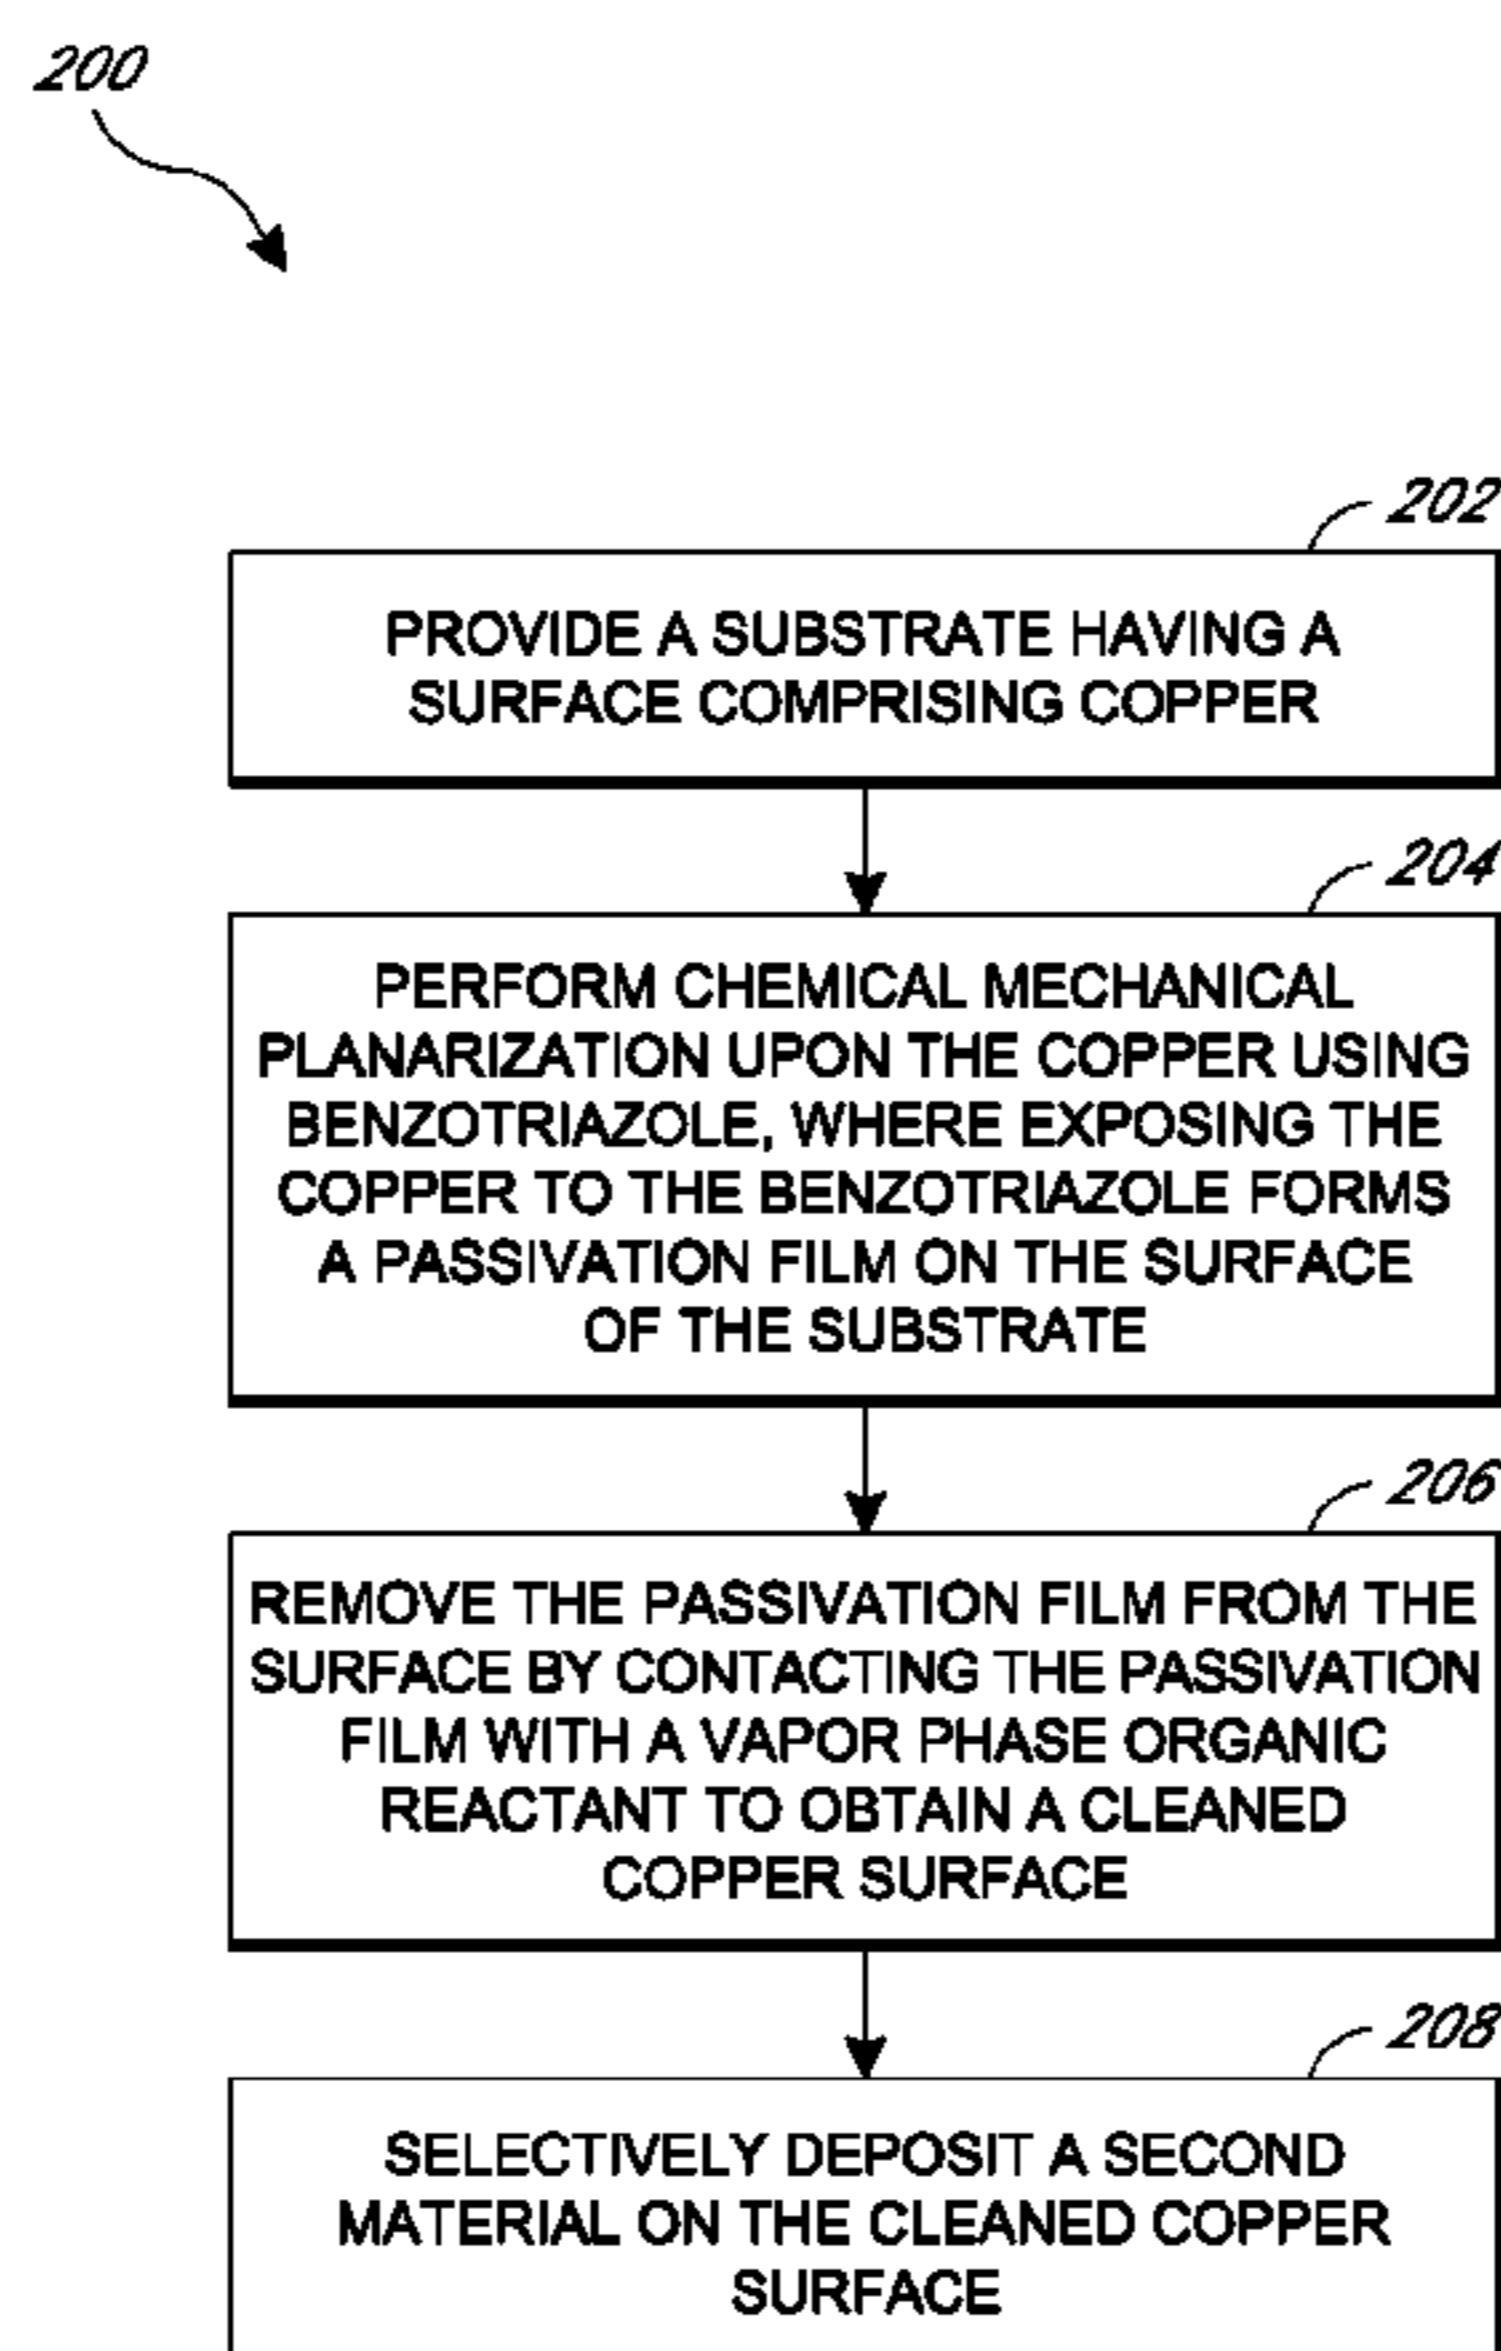 200
202
PROVIDE A SUBSTRATE HAVING A
SURFACE COMPRISING COPPER
204
PERFORM CHEMICAL MECHANICAL
PLANARIZATION UPON THE COPPER USING
BENZOTRIAZOLE, WHERE EXPOSING THE
COPPER TO THE BENZOTRIAZOLE FORMS
A PASSIVATION FILM ON THE SURFACE
OF THE SUBSTRATE
206
REMOVE THE PASSIVATION FILM FROM THE
SURFACE BY CONTACTING THE PASSIVATION
FILM WITH A VAPOR PHASE ORGANIC
REACTANT TO OBTAIN A CLEANED
COPPER SURFACE
208
SELECTIVELY DEPOSIT A SECOND
MATERIAL ON THE CLEANED COPPER
SURFACE